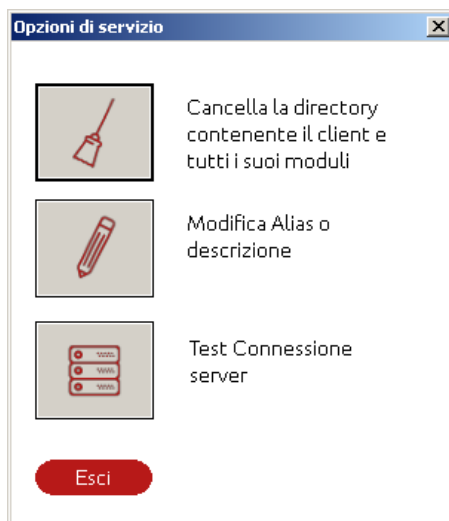 Opzioni di servizio
Cancella la directory
contenente il client e
tutti i suoi moduli
Modifica Alias o
descrizione
Test Connessione
server
Esci